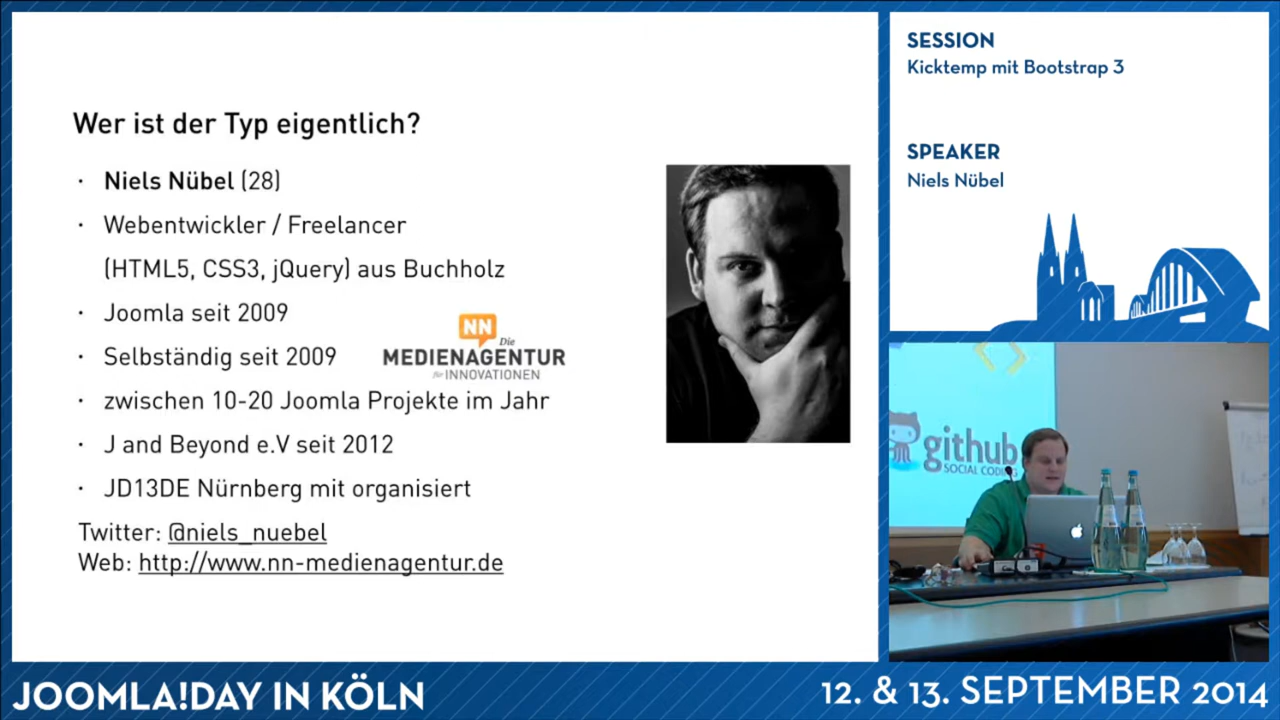 Wer ist der Typ eigentlich?
· Niels Nübel (28)
· Webentwickler / Freelancer
(HTML5, CSS3, jQuery) aus Buchholz
· Joomla seit 2009
· Selbständig seit 2009
· zwischen 10-20 Joomla Projekte im Jahr
· J and Beyond e.V seit 2012
· JD13DE Nürnberg mit organisiert
Twitter: @niels_nuebel
Web: http://www.nn-medienagentur.de
NN
Die
MEDIENAGENTUR
für INNOVATIONEN
SESSION
Kicktemp mit Bootstrap 3
SPEAKER
Niels Nübel
github
SOCIAL CODING
JOOMLA!DAY IN KÖLN
12. & 13. SEPTEMBER 2014